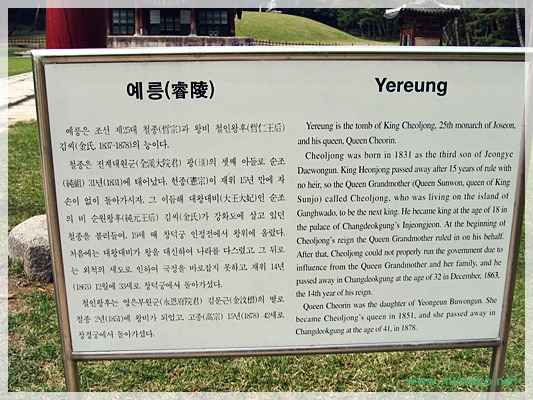 예릉(睿陵)
예릉은 조선 제25대 철종(哲宗)과 왕비 철인왕후(哲仁王后)
김씨(金氏 1837-1878)의 능이다.
철종은 전계대원군(全溪大院君) 광(㼅)의 셋째 아들로 순조
(純祖) 31년(1831)에 태어났다. 헌종(憲宗)이 재위 15년 만에 자
손이 없이 돌아가시자, 그 이듬해 대왕대비(大王大妃)인 순조
의 비 순원왕후(純元王后) 김씨(金氏)가 강화도에 살고 있던
철종을 불러들여, 19세 때 창덕궁 인정전에서 왕위에 올랐다.
처음에는 대왕대비가 왕을 대신하여 나라를 다스렸고, 그 뒤로
는 외척의 세도로 인하여 국정을 바로잡지 못하고, 재위 14년
(1863) 12월에 33세로 창덕궁에서 돌아가셨다.
철인왕후는 영은부원군(永恩府院君) 김문근(金汶根)의 딸로
철종 2년(1851)에 왕비가 되었고, 고종(高宗) 15년(1878) 42세로
창경궁에서 돌아가셨다.
Yereung
Yereung is the tomb of King Cheoljong, 25th monarch of Joseon,
and his queen, Queen Cheorin.
Cheoljong was born in 1831 as the third son of Jeongye
Daewongun. King Heonjong passed away after 15 years of rule with
no heir, so the Queen Grandmother (Queen Sunwon, queen of King
Sunjo) called Cheoljong, who was living on the island of
Ganghwado, to be the next king. He became king at the age of 18 in
the palace of Changdeokgung's Injeongjeon. At the beginning of
Cheoljong's reign the Queen Grandmother ruled in on his behalf.
After that, Cheoljong could not properly run the government due to
influence from the Queen Grandmother and her family, and he
passed away in Changdeokgung at the age of 32 in December, 1863,
the 14th year of his reign.
Queen Cheorin was the daughter of Yeongeun Buwongun. She
became Cheoljong's queen in 1851, and she passed away in
Changdeokgung at the age of 41, in 1878.